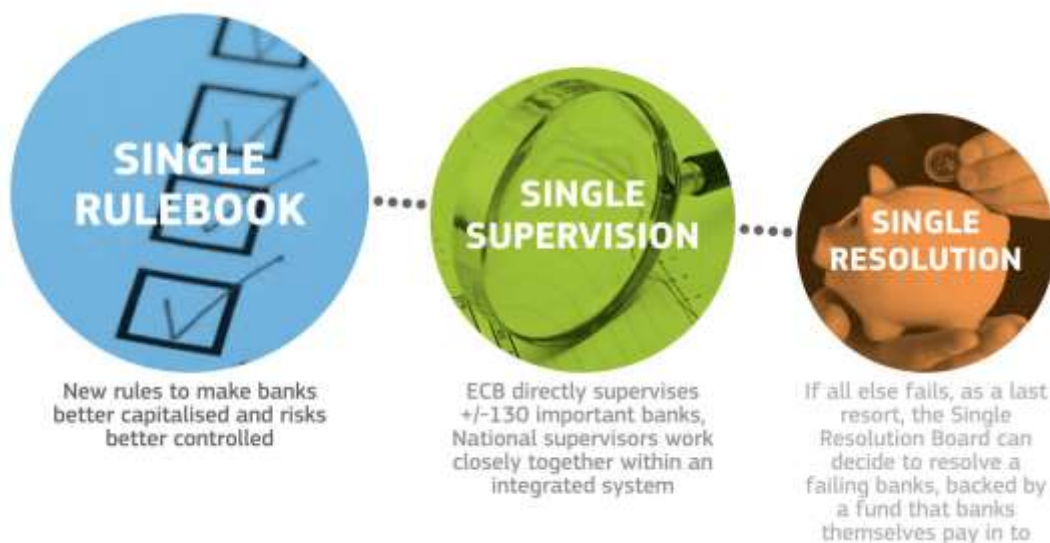 SINGLE
RULEBOOK
New rules to make banks
better capitalised and risks
better controlled
SINGLE
SUPERVISION
ECB directly supervises
+/-130 important banks,
National supervisors work
closely together within an
integrated system
SINGLE
RESOLUTION
If all else fails, as a last
resort, the Single
Resolution Board can
decide to resolve a
failing banks, backed by
a fund that banks
themselves pay in to